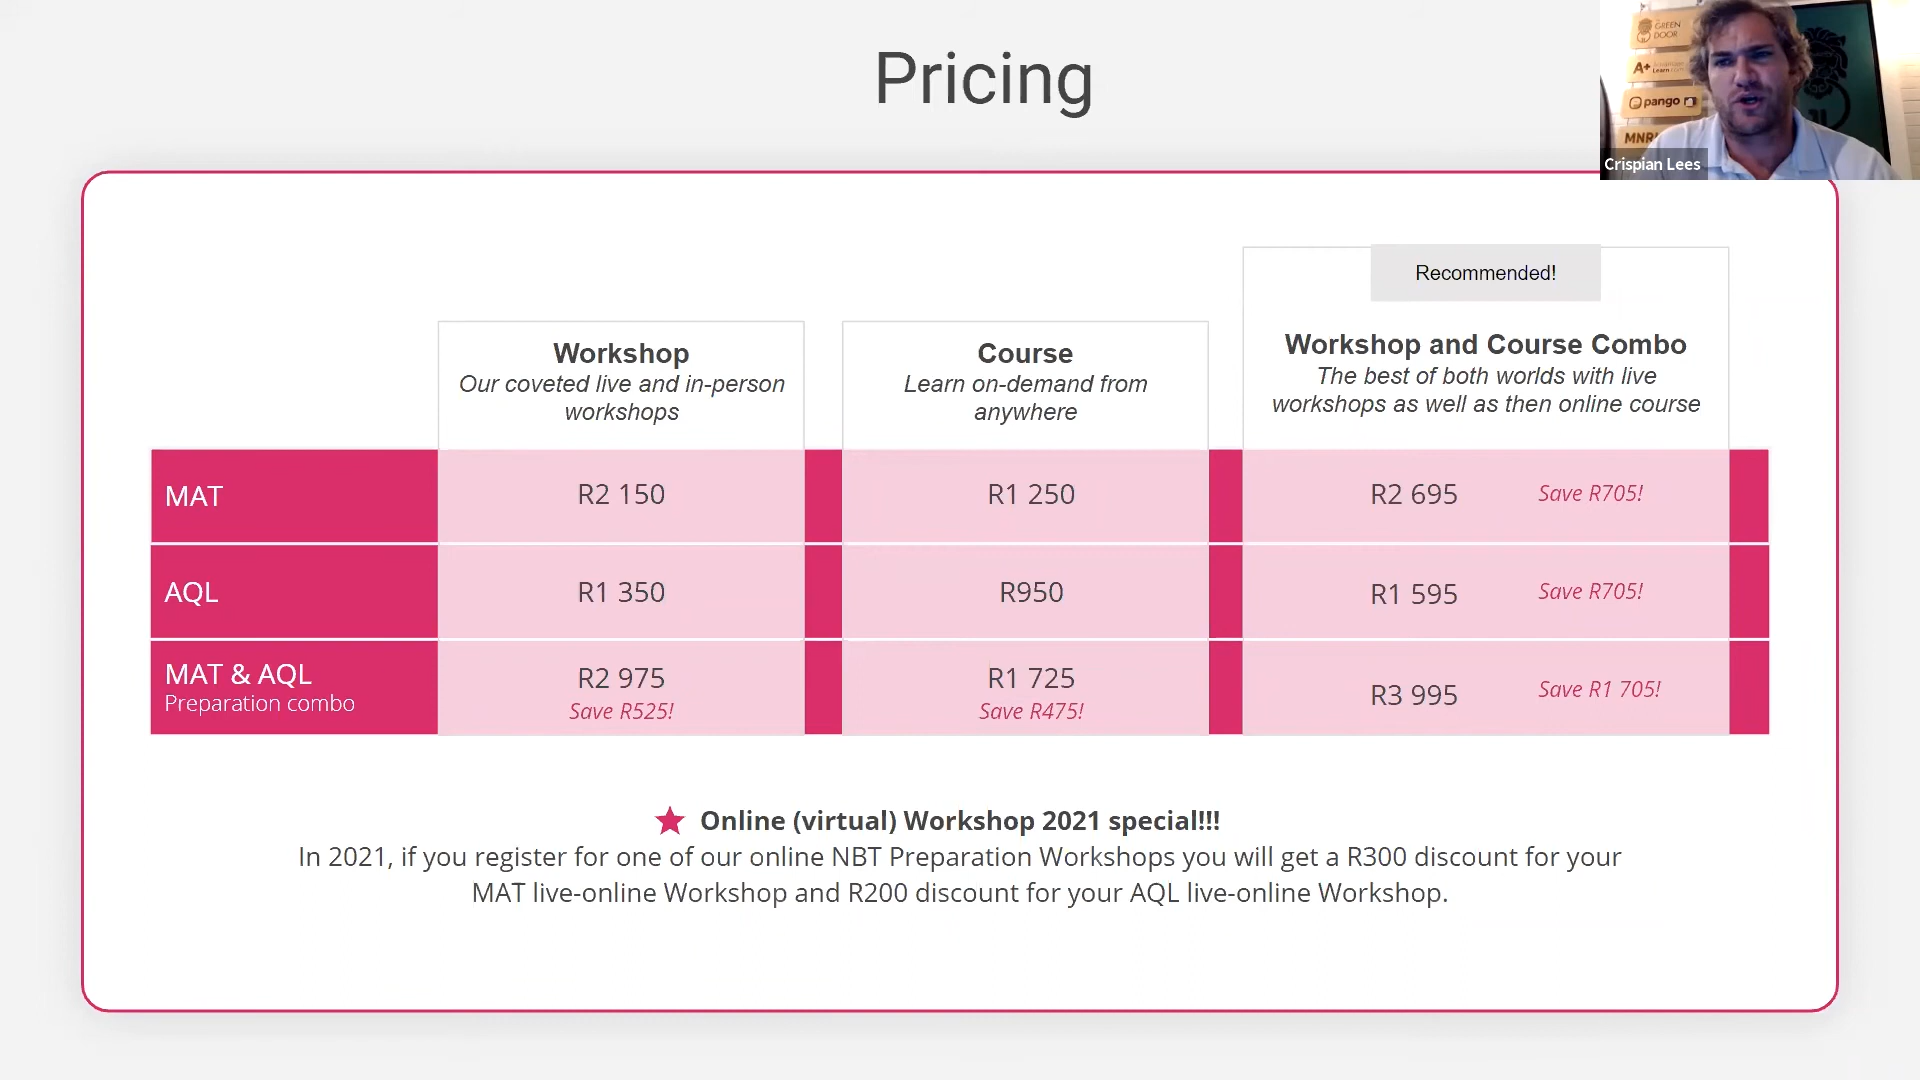 Pricing
GREEN
DOOR
A+
Learn
pango
Crispian Lees
Recommended!
Workshop
Our coveted live and in-person
workshops
Course
Learn on-demand from
anywhere
Workshop and Course Combo
The best of both worlds with live
workshops as well as then online course
MAT
R2 150
R1 250
R2 695
Save R705!
AQL
R1 350
R950
R1 595
Save R705!
MAT & AQL
Preparation combo
R2 975
Save R525!
R1 725
Save R475!
R3 995
Save R1 705!
Online (virtual) Workshop 2021 special!!!
In 2021, if you register for one of our online NBT Preparation Workshops you will get a R300 discount for your
MAT live-online Workshop and R200 discount for your AQL live-online Workshop.